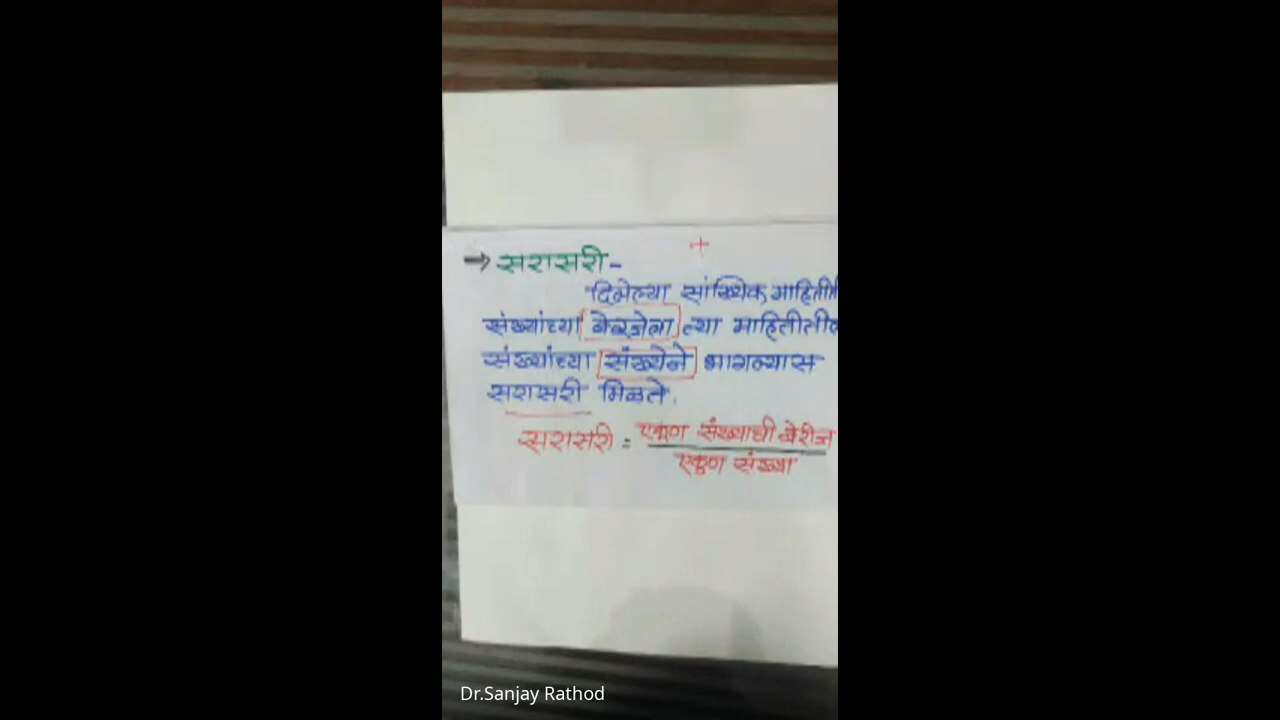 → सरासरी -
+
दिलेल्या सांख्यिक माहिती
संख्यांच्या बेरजेला त्या माहितीतील
संख्यांच्या संख्येने भागल्यास
सरासरी मिळते.
सरासरी = एकूण संख्याची बेरीज
एकुण संख्या
Dr.Sanjay Rathod